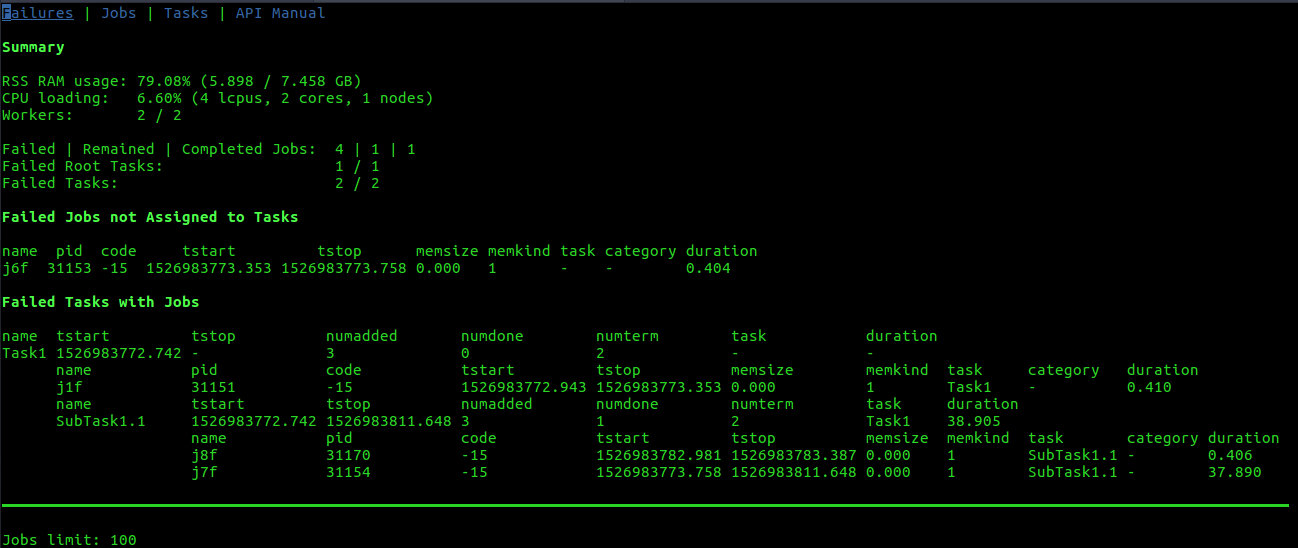 Failures | Jobs | Tasks | API Manual
Summary
RSS RAM usage: 79.08% (5.898 / 7.458 GB)
CPU loading:   6.60% (4 lcpus, 2 cores, 1 nodes)
Workers:       2 / 2
Failed | Remained | Completed Jobs:  4 | 1 | 1
Failed Root Tasks:                   1 / 1
Failed Tasks:                        2 / 2
Failed Jobs not Assigned to Tasks
name  pid  code     tstart         tstop      memsize memkind task category duration
j6f  31153 -15  1526983773.353 1526983773.758 0.000   1       -    -        0.404
Failed Tasks with Jobs
name  tstart         tstop          numadded       numdone        numterm        task           duration
Task1 1526983772.742 -              3              0              2              -              -
      name           pid            code           tstart         tstop          memsize        memkind  task     category   duration
      j1f            31151          -15            1526983772.943 1526983773.353 0.000          1        Task1    -          0.410
      name           tstart         tstop          numadded       numdone        numterm        task     duration
      SubTask1.1     1526983772.742 1526983811.648 3              1              2              Task1    38.905
                     name           pid            code           tstart         tstop          memsize  memkind  task       category duration
                     j8f            31170          -15            1526983782.981 1526983783.387 0.000    1        SubTask1.1 -        0.406
                     j7f            31154          -15            1526983773.758 1526983811.648 0.000    1        SubTask1.1 -        37.890
Jobs limit: 100